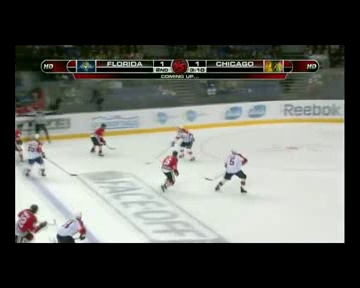 HD FLORIDA 1 1 CHICAGO HD
2ND 3:10
COMING UP...
Reebok
FACEOFF